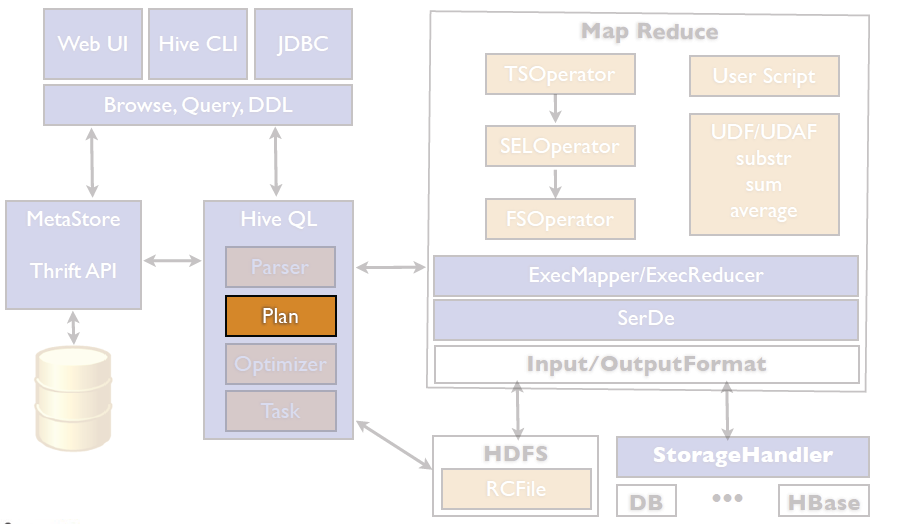 Web UI
Hive CLI
JDBC
Browse, Query, DDL
MetaStore
Thrift API
Hive QL
Parser
Plan
Optimizer
Task
Map Reduce
TSOperator
SELOperator
FSOperator
User Script
UDF/UDAF
substr
sum
average
ExecMapper/ExecReducer
SerDe
Input/OutputFormat
HDFS
RCFile
StorageHandler
DB
•••
HBase